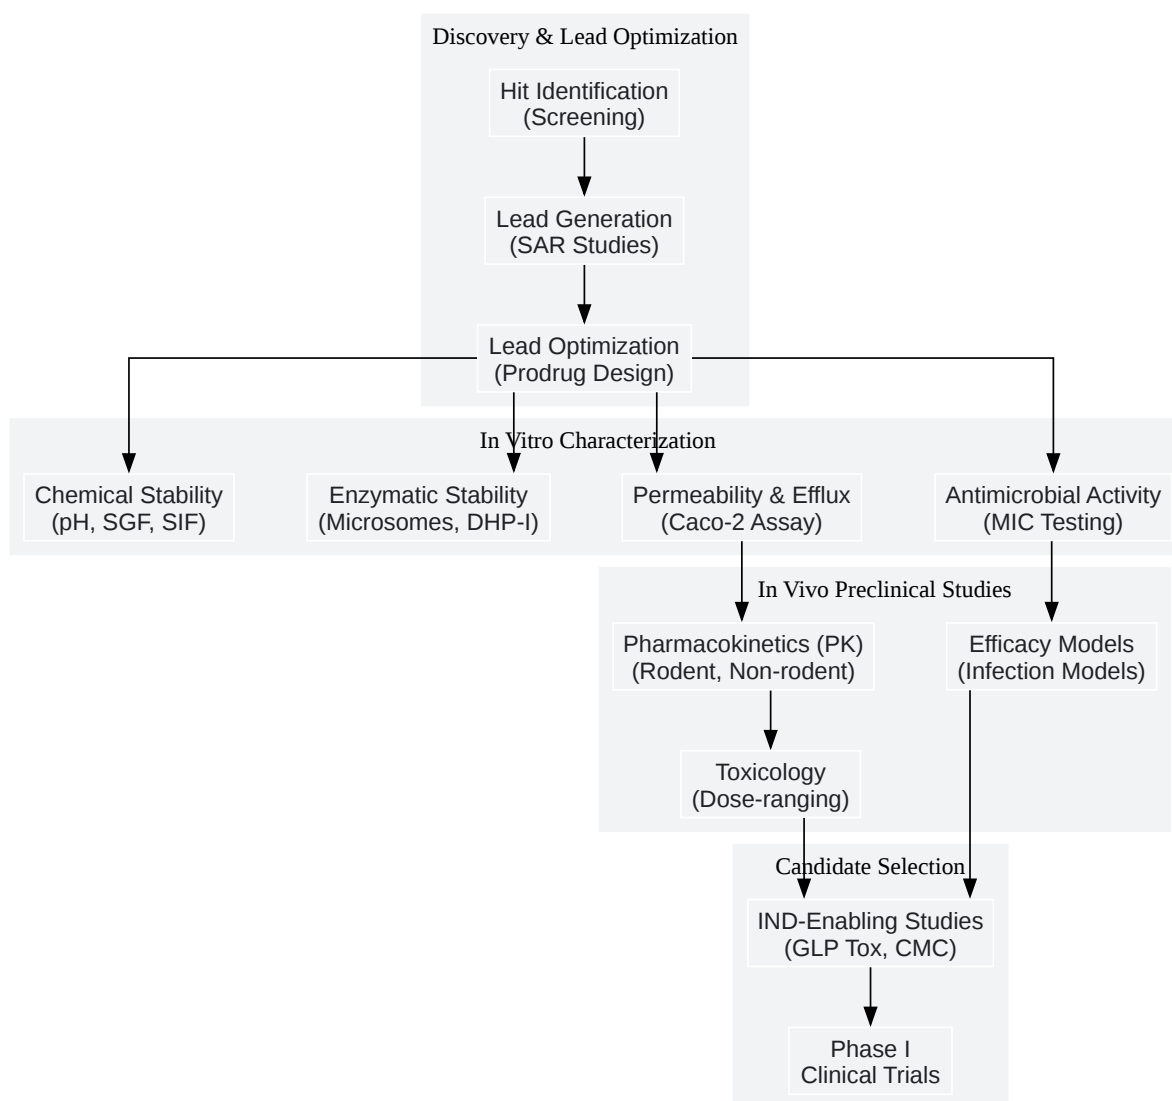 Discovery & Lead Optimization
Hit Identification
(Screening)
Lead Generation
(SAR Studies)
Lead Optimization
(Prodrug Design)
In Vitro Characterization
Chemical Stability
(pH, SGF, SIF)
Enzymatic Stability
(Microsomes, DHP-I)
Permeability & Efflux
(Caco-2 Assay)
Antimicrobial Activity
(MIC Testing)
In Vivo Preclinical Studies
Pharmacokinetics (PK)
(Rodent, Non-rodent)
Efficacy Models
(Infection Models)
Toxicology
(Dose-ranging)
Candidate Selection
IND-Enabling Studies
(GLP Tox, CMC)
Phase I
Clinical Trials